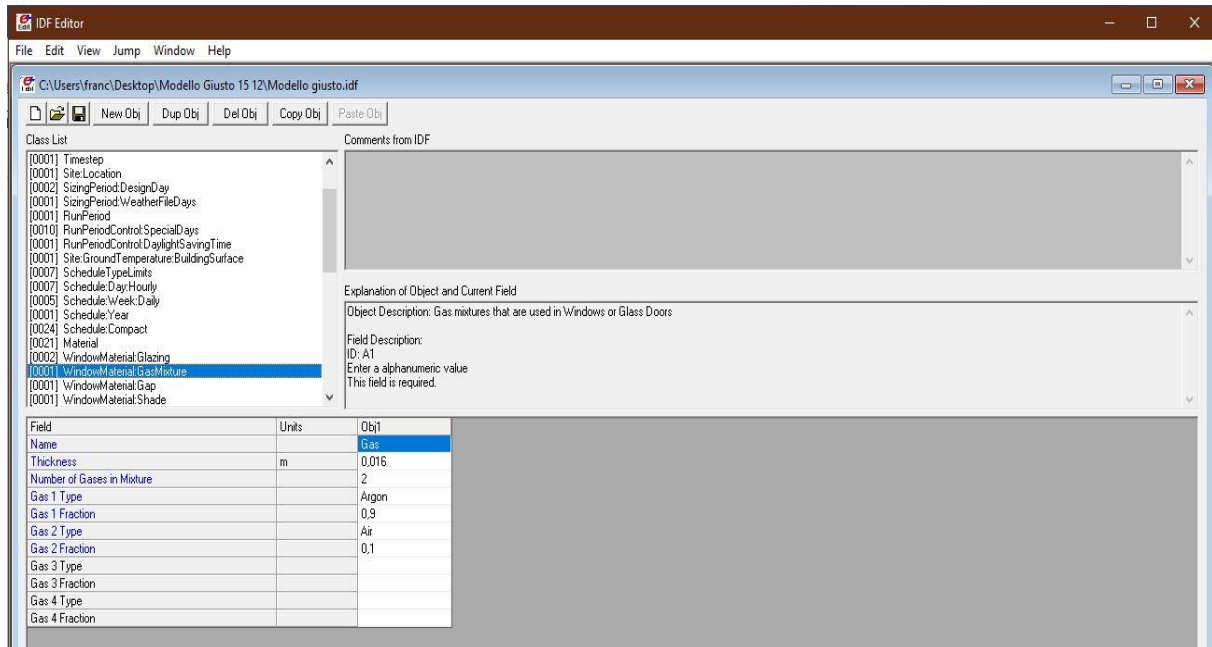 IDF Editor
File Edit View Jump Window Help
C:\Users\franc\Desktop\Modello Giusto 15 12\Modello giusto.idf
New Obj Dup Obj Del Obj Copy Obj Paste Obj
Class List
Comments from IDF
[0001] Timestep
[0001] Site:Location
[0002] SizingPeriod:DesignDay
[0001] SizingPeriod:WeatherFileDays
[0001] RunPeriod
[0010] RunPeriodControl:SpecialDays
[0001] RunPeriodControl:DaylightSavingTime
[0001] Site:GroundTemperature:BuildingSurface
[0007] ScheduleTypeLimits
[0007] Schedule:Day:Hourly
[0005] Schedule:Week:Daily
[0001] Schedule:Year
[0024] Schedule:Compact
[0021] Material
[0002] WindowMaterial:Glazing
[0001] WindowMaterial:GasMixture
[0001] WindowMaterial:Gap
[0001] WindowMaterial:Shade
Explanation of Object and Current Field
Object Description: Gas mixtures that are used in Windows or Glass Doors
Field Description:
ID: A1
Enter a alphanumeric value
This field is required.
Field Units Obj1
Name Gas
Thickness m 0,016
Number of Gases in Mixture 2
Gas 1 Type Argon
Gas 1 Fraction 0,9
Gas 2 Type Air
Gas 2 Fraction 0,1
Gas 3 Type
Gas 3 Fraction
Gas 4 Type
Gas 4 Fraction